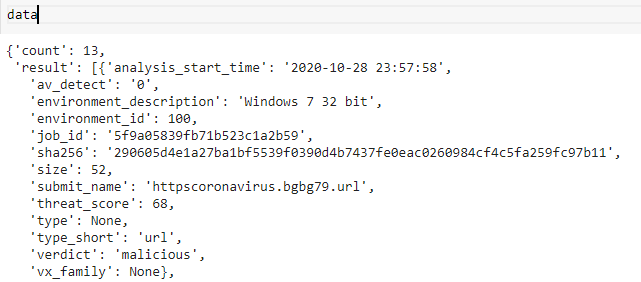 data
{'count': 13,
'result': [{'analysis_start_time': '2020-10-28 23:57:58',
'av_detect': '0',
'environment_description': 'Windows 7 32 bit',
'environment_id': 100,
'job_id': '5f9a05839fb71b523c1a2b59',
'sha256': '290605d4e1a27ba1bf5539f0390d4b7437fe0eac0260984cf4c5fa259fc97b11',
'size': 52,
'submit_name': 'httpscoronavirus.bgbg79.url',
'threat_score': 68,
'type': None,
'type_short': 'url',
'verdict': 'malicious',
'vx_family': None},